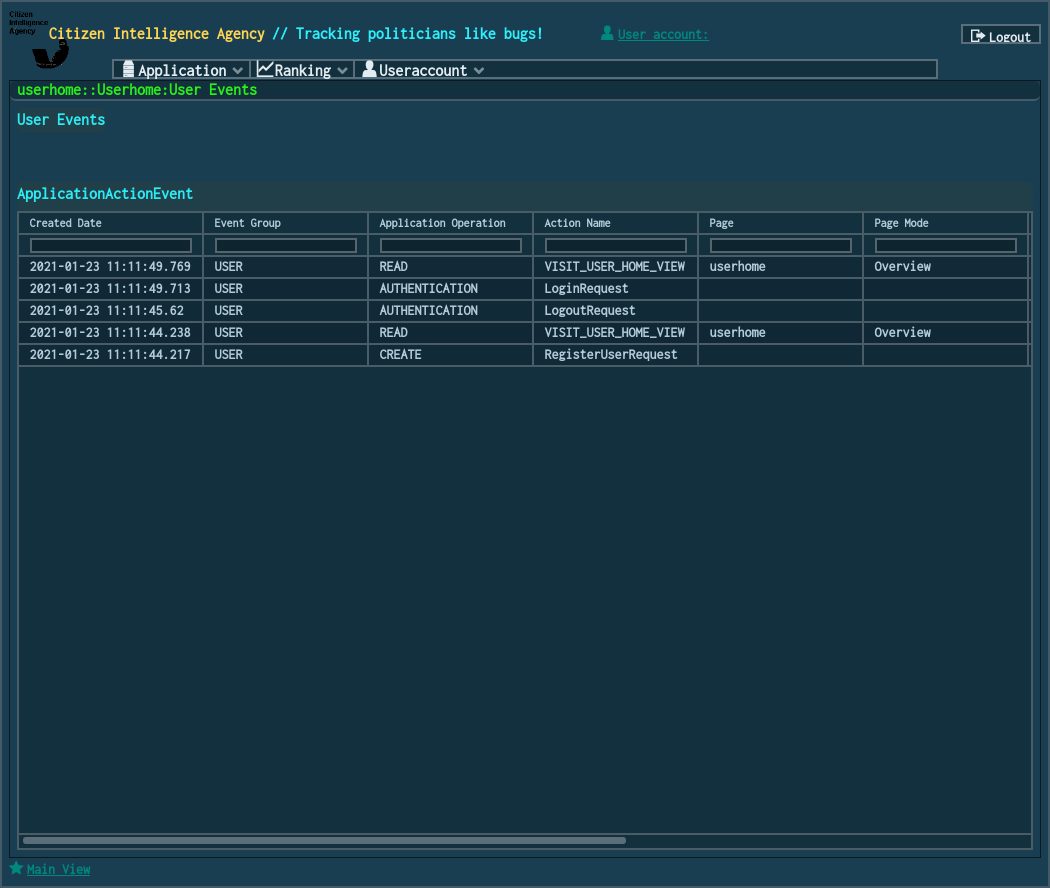 Citizen
Intelligence
Agency
Citizen Intelligence Agency // Tracking politicians like bugs!
User account:
Logout
Application Ranking Useraccount
userhome::Userhome:User Events
User Events
ApplicationActionEvent
Created Date Event Group Application Operation Action Name Page Page Mode
2021-01-23 11:11:49.769 USER READ VISIT_USER_HOME_VIEW userhome Overview
2021-01-23 11:11:49.713 USER AUTHENTICATION LoginRequest
2021-01-23 11:11:45.62 USER AUTHENTICATION LogoutRequest
2021-01-23 11:11:44.238 USER READ VISIT_USER_HOME_VIEW userhome Overview
2021-01-23 11:11:44.217 USER CREATE RegisterUserRequest
Main View